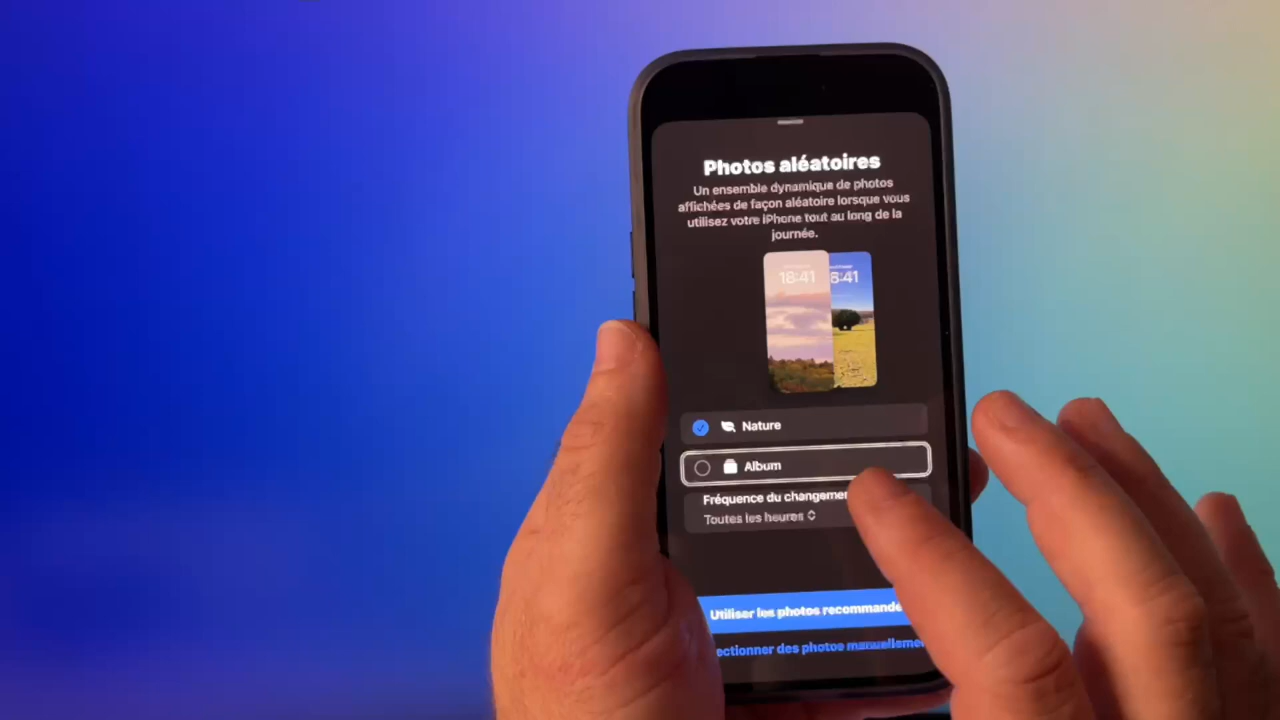 Photos aléatoires
Un ensemble dynamique de photos
affichées de façon aléatoire lorsque vous
utilisez votre iPhone tout au long de la
journée.
18:41
8:41
Nature
Album
Fréquence du changemen
Toutes les heures
Utiliser les photos recommandé
ectionner des photos manuelleme